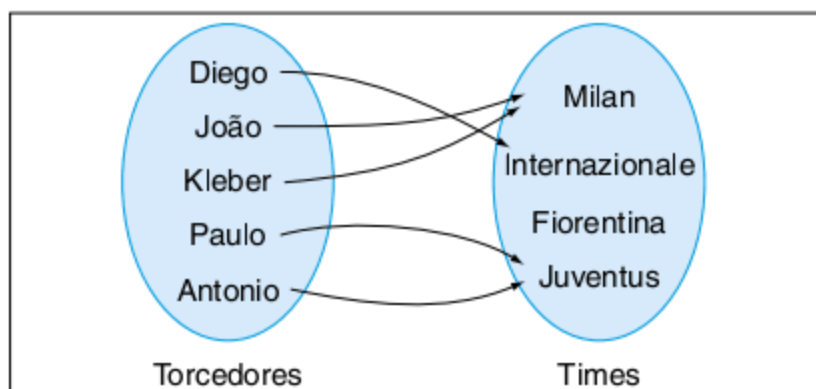 Diego
João
Kleber
Paulo
Antonio
Torcedores
Milan
Internazionale
Fiorentina
Juventus
Times